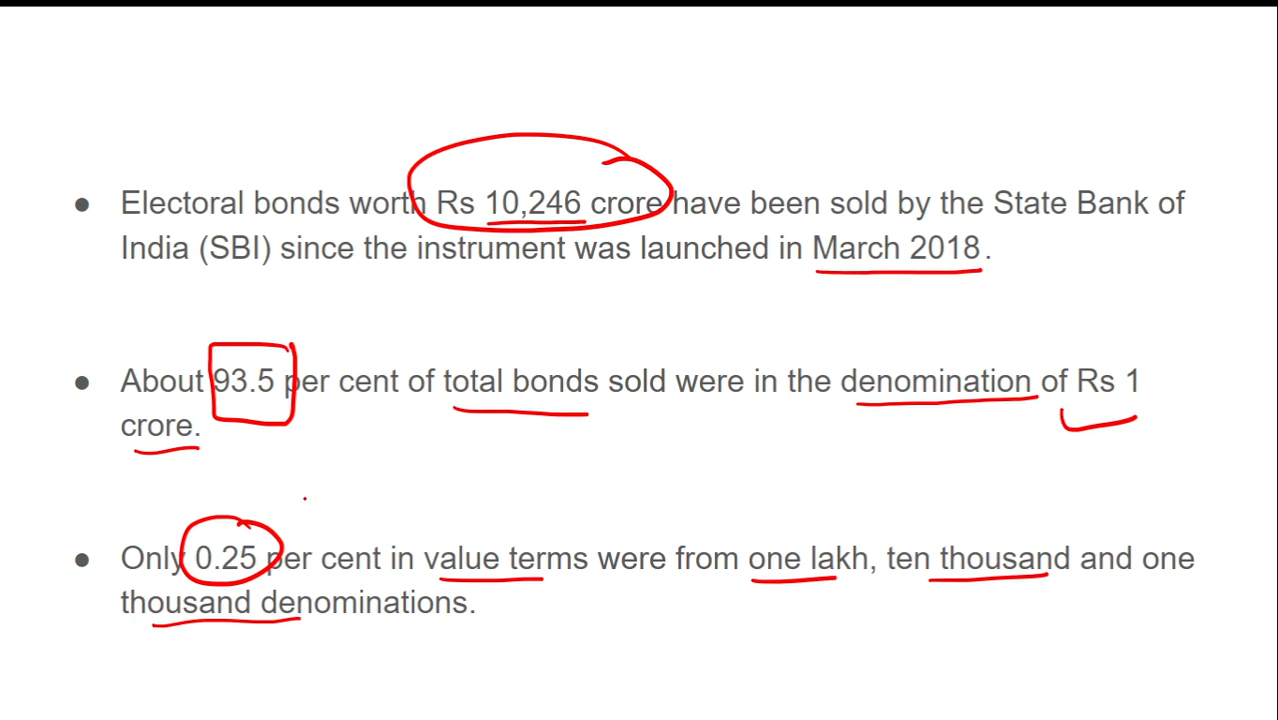 ● Electoral bonds worth Rs 10,246 crore have been sold by the State Bank of
India (SBI) since the instrument was launched in March 2018.
● About 93.5 per cent of total bonds sold were in the denomination of Rs 1
crore.
● Only 0.25 per cent in value terms were from one lakh, ten thousand and one
thousand denominations.